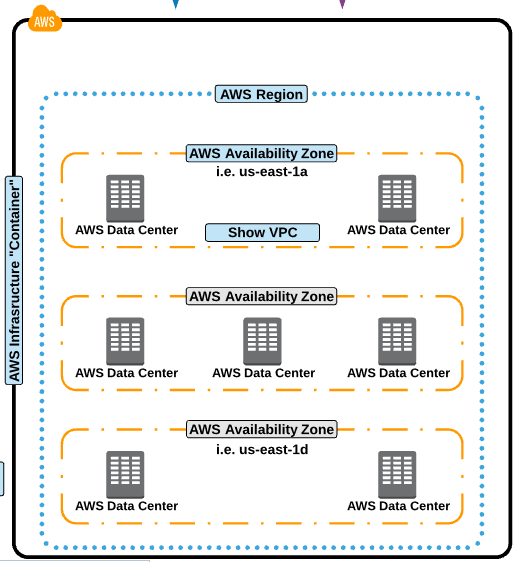 AWS
AWS Region
AWS Infrasructure "Container"
AWS Availability Zone
i.e. us-east-1a
AWS Data Center
AWS Data Center
Show VPC
AWS Availability Zone
AWS Data Center
AWS Data Center
AWS Data Center
AWS Availability Zone
i.e. us-east-1d
AWS Data Center
AWS Data Center